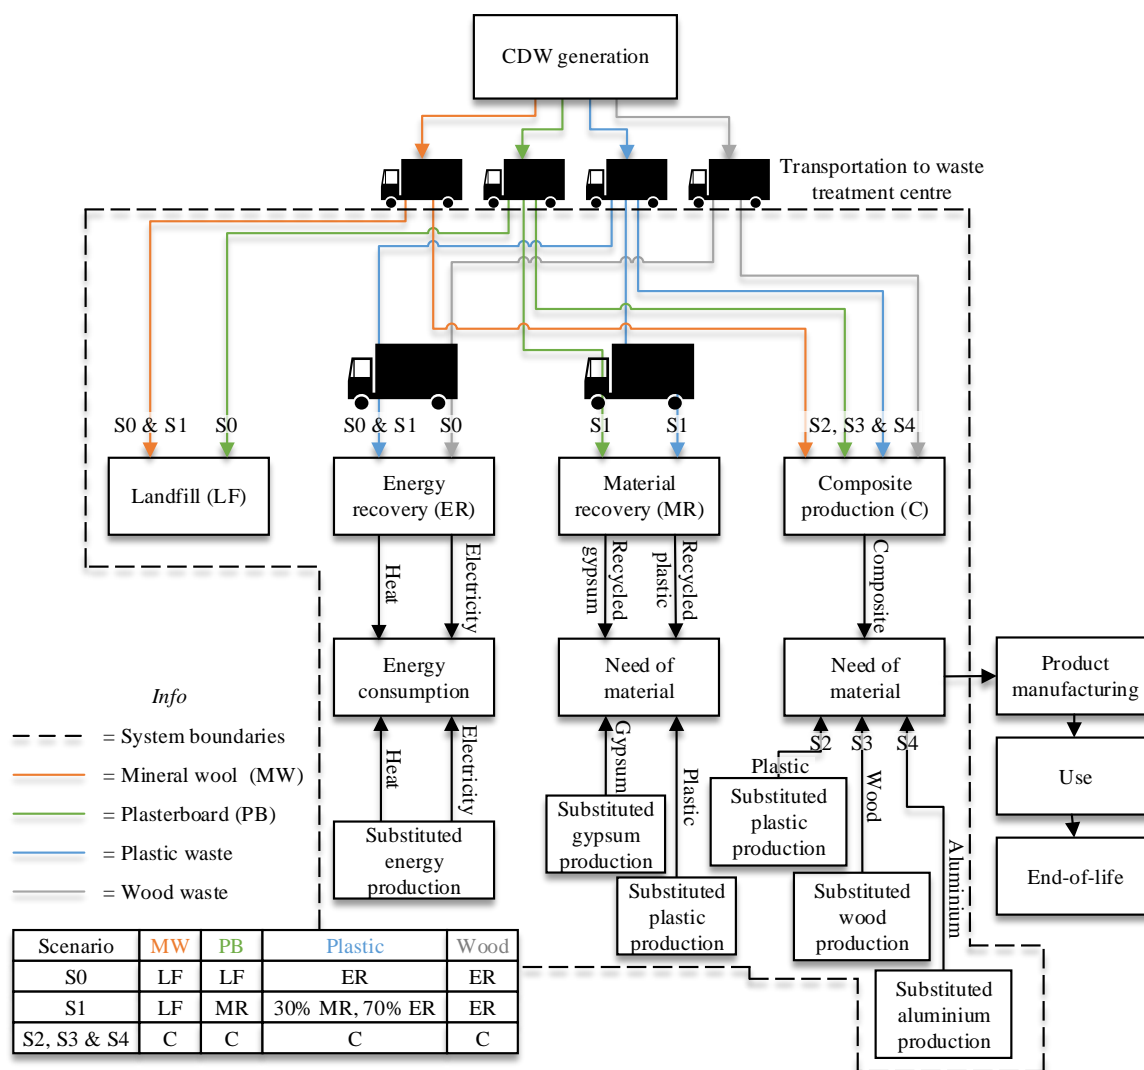 CDW generation
Transportation to waste
treatment centre
S0 & S1
S0
S0 & S1
S0
S1
S1
S2, S3 & S4
Landfill (LF)
Energy
recovery (ER)
Material
recovery (MR)
Composite
production (C)
Heat
Electricity
Recycled
gypsum
Recycled
plastic
Composite
Energy
consumption
Need of
material
Need of
material
Product
manufacturing
Heat
Electricity
Gypsum
Plastic
S2
S3
S4
Plastic
Wood
Aluminium
Use
Substituted
energy
production
Substituted
gypsum
production
Substituted
plastic
production
Substituted
plastic
production
Substituted
wood
production
Substituted
aluminium
production
End-of-life
Info
= System boundaries
= Mineral wool (MW)
= Plasterboard (PB)
= Plastic waste
= Wood waste
Scenario MW PB Plastic Wood
S0 LF LF ER ER
S1 LF MR 30% MR, 70% ER ER
S2, S3 & S4 C C C C